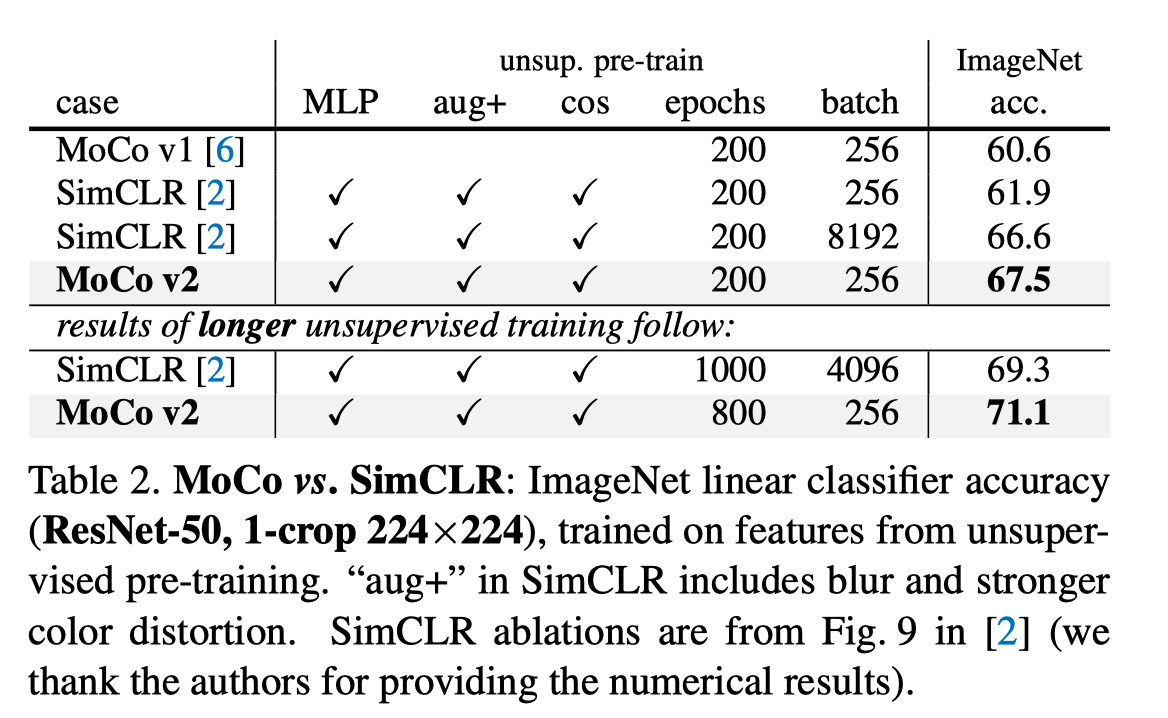 unsup. pre-train ImageNet
case MLP aug+ cos epochs batch acc.
MoCo v1 [6] 200 256 60.6
SimCLR [2] ✓ ✓ ✓ 200 256 61.9
SimCLR [2] ✓ ✓ ✓ 200 8192 66.6
MoCo v2 ✓ ✓ ✓ 200 256 67.5
results of longer unsupervised training follow:
SimCLR [2] ✓ ✓ ✓ 1000 4096 69.3
MoCo v2 ✓ ✓ ✓ 800 256 71.1
Table 2. MoCo vs. SimCLR: ImageNet linear classifier accuracy
(ResNet-50, 1-crop 224×224), trained on features from unsuper-
vised pre-training. “aug+” in SimCLR includes blur and stronger
color distortion. SimCLR ablations are from Fig. 9 in [2] (we
thank the authors for providing the numerical results).